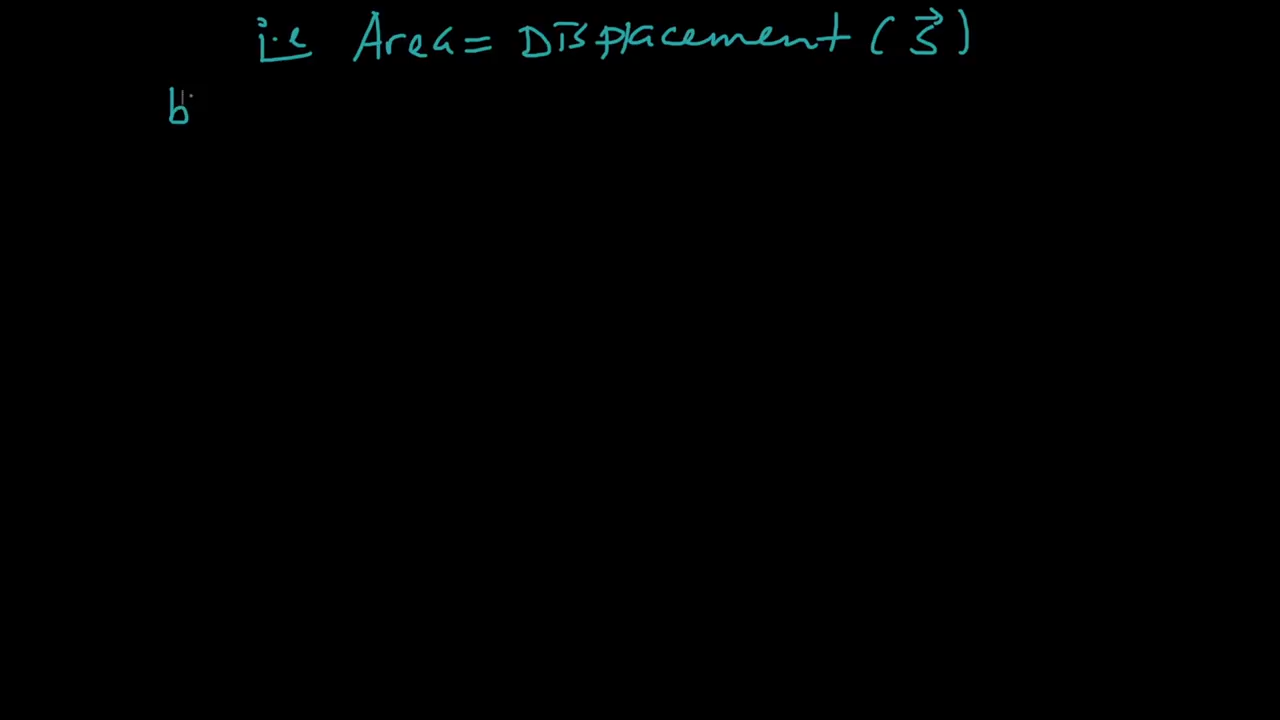 i.e Area = Displacement (s⃗)
b